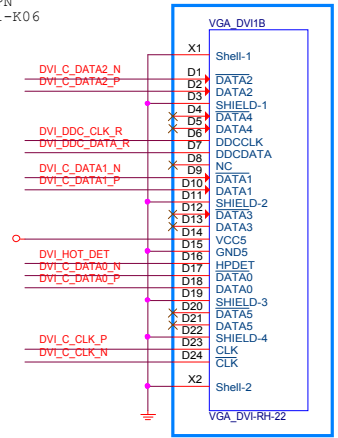 -K06
VGA_DVI1B
X1
Shell-1
DVI_C_DATA2_N
D1
DATA2
DVI_C_DATA2_P
D2
DATA2
D3
SHIELD-1
D4
DATA4
D5
DATA4
DVI_DDC_CLK_R
D6
DDCCLK
DVI_DDC_DATA_R
D7
DDCDATA
D8
NC
DVI_C_DATA1_N
D9
DATA1
DVI_C_DATA1_P
D10
DATA1
D11
SHIELD-2
D12
DATA3
D13
DATA3
D14
VCC5
D15
GND5
DVI_HOT_DET
D16
HPDET
DVI_C_DATA0_N
D17
DATA0
DVI_C_DATA0_P
D18
DATA0
D19
SHIELD-3
D20
DATA5
D21
DATA5
D22
SHIELD-4
DVI_C_CLK_P
D23
CLK
DVI_C_CLK_N
D24
CLK
X2
Shell-2
VGA_DVI-RH-22